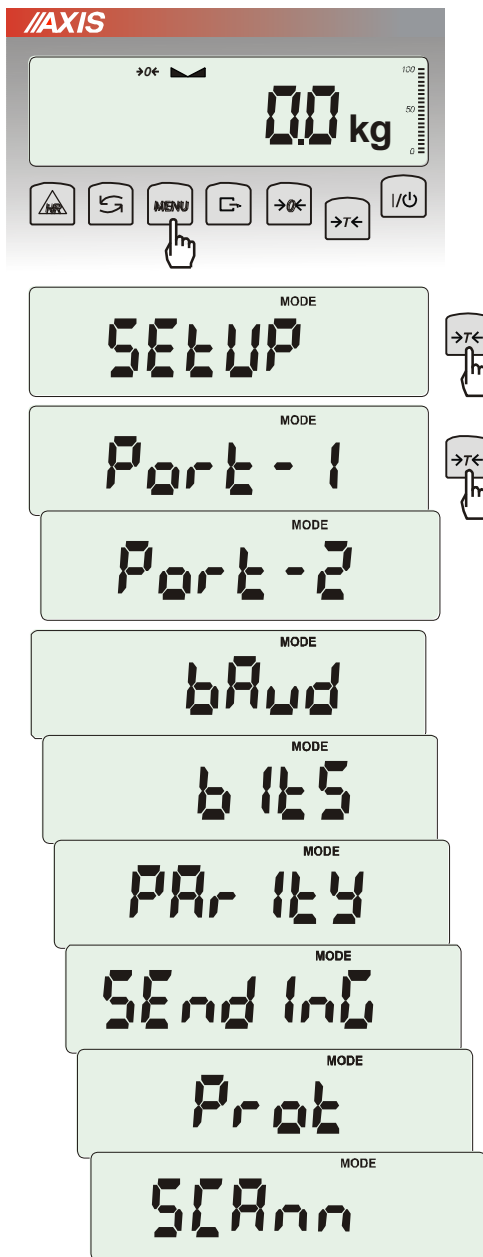 //AXIS
→0← 100
50
0.0 kg
0
HR MENU →0← →T← I/⏻
MODE
SEtUP
→T←
MODE
Port-1
→T←
MODE
Port-2
MODE
bAud
MODE
bItS
MODE
PArItY
MODE
SEndInG
MODE
Prot
MODE
SCAnn